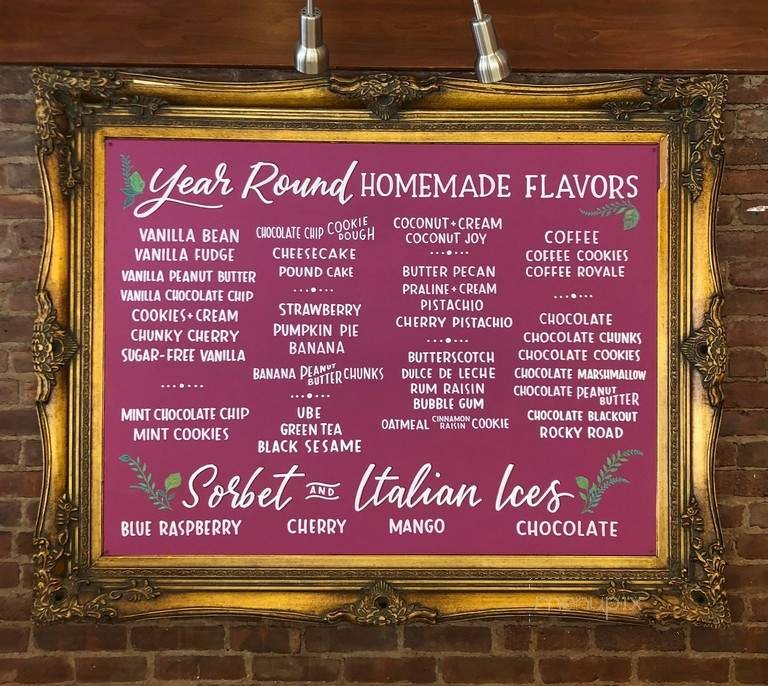 Year Round HOMEMADE FLAVORS
VANILLA BEAN
VANILLA FUDGE
VANILLA PEANUT BUTTER
VANILLA CHOCOLATE CHIP
COOKIES+CREAM
CHUNKY CHERRY
SUGAR-FREE VANILLA
MINT CHOCOLATE CHIP
MINT COOKIES
CHOCOLATE CHIP COOKIE DOUGH
CHEESECAKE
POUND CAKE
STRAWBERRY
PUMPKIN PIE
BANANA
BANANA PEANUT BUTTER CHUNKS
UBE
GREEN TEA
BLACK SESAME
COCONUT+CREAM
COCONUT JOY
BUTTER PECAN
PRALINE+CREAM
PISTACHIO
CHERRY PISTACHIO
BUTTERSCOTCH
DULCE DE LECHE
RUM RAISIN
BUBBLE GUM
OATMEAL CINNAMON RAISIN COOKIE
COFFEE
COFFEE COOKIES
COFFEE ROYALE
CHOCOLATE
CHOCOLATE CHUNKS
CHOCOLATE COOKIES
CHOCOLATE MARSHMALLOW
CHOCOLATE PEANUT BUTTER
CHOCOLATE BLACKOUT
ROCKY ROAD
Sorbet AND Italian Ices
BLUE RASPBERRY CHERRY MANGO CHOCOLATE
menupix